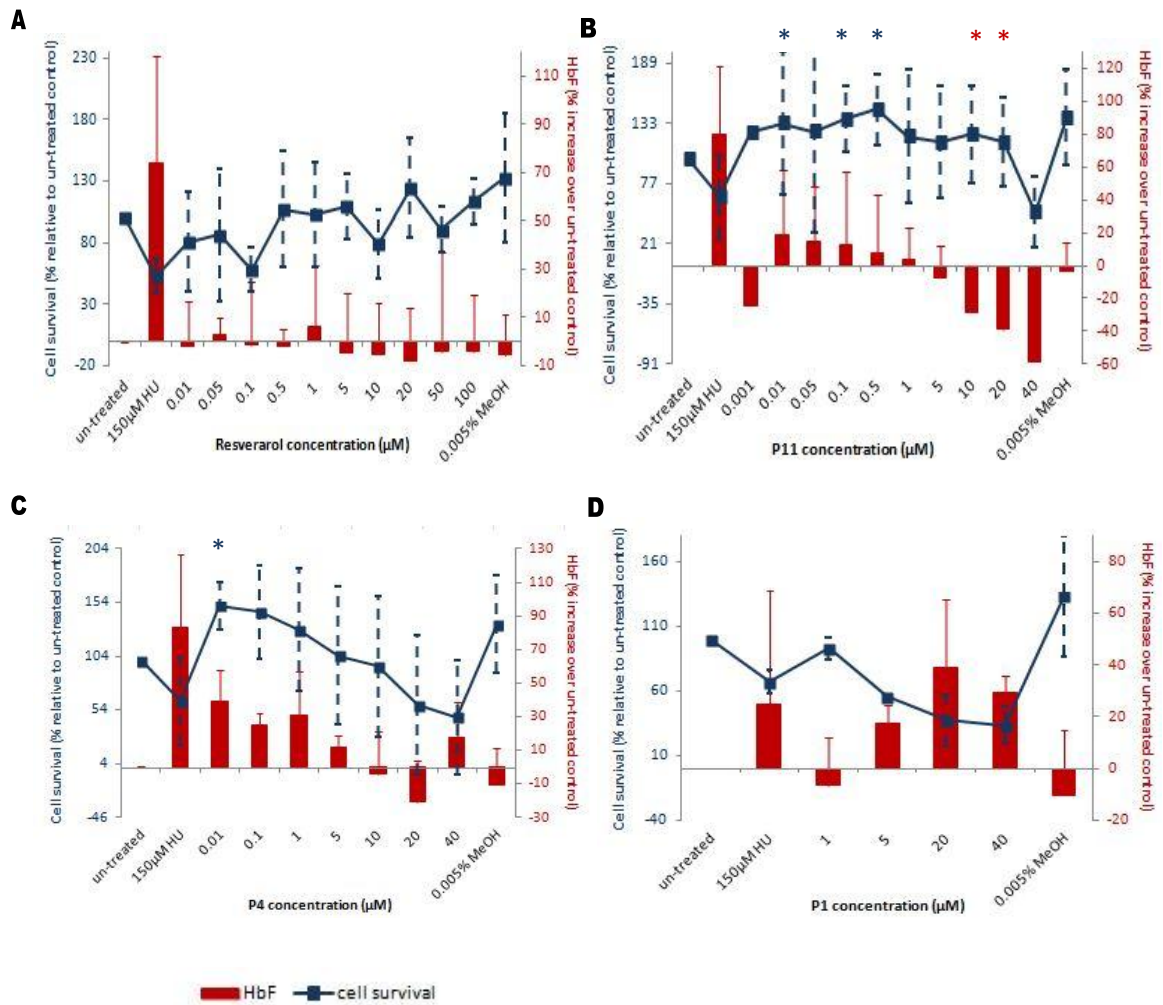 A
Cell survival (% relative to un-treated control)
230
180
130
80
30
-20
110
90
70
50
30
10
-10
HbF (% increase over un-treated control)
un-treated
150µM HU
0.01
0.05
0.1
0.5
1
5
10
20
50
100
0.005% MeOH
Resverarol concentration (µM)
B
* * * * *
Cell survival (% relative to un-treated control)
189
133
77
21
-35
-91
120
100
80
60
40
20
0
-20
-40
-60
HbF (% increase over un-treated control)
un-treated
150µM HU
0.001
0.01
0.05
0.1
0.5
1
5
10
20
40
0.005% MeOH
P11 concentration (µM)
C
*
Cell survival (% relative to un-treated control)
204
154
104
54
4
-46
130
110
90
70
50
30
10
-10
-30
HbF (% increase over un-treated control)
un-treated
150µM HU
0.01
0.1
1
5
10
20
40
0.005% MeOH
P4 concentration (µM)
D
Cell survival (% relative to un-treated control)
160
110
60
10
-40
80
60
40
20
0
-20
HbF (% increase over un-treated control)
un-treated
150µM HU
1
5
20
40
0.005% MeOH
P1 concentration (µM)
HbF cell survival